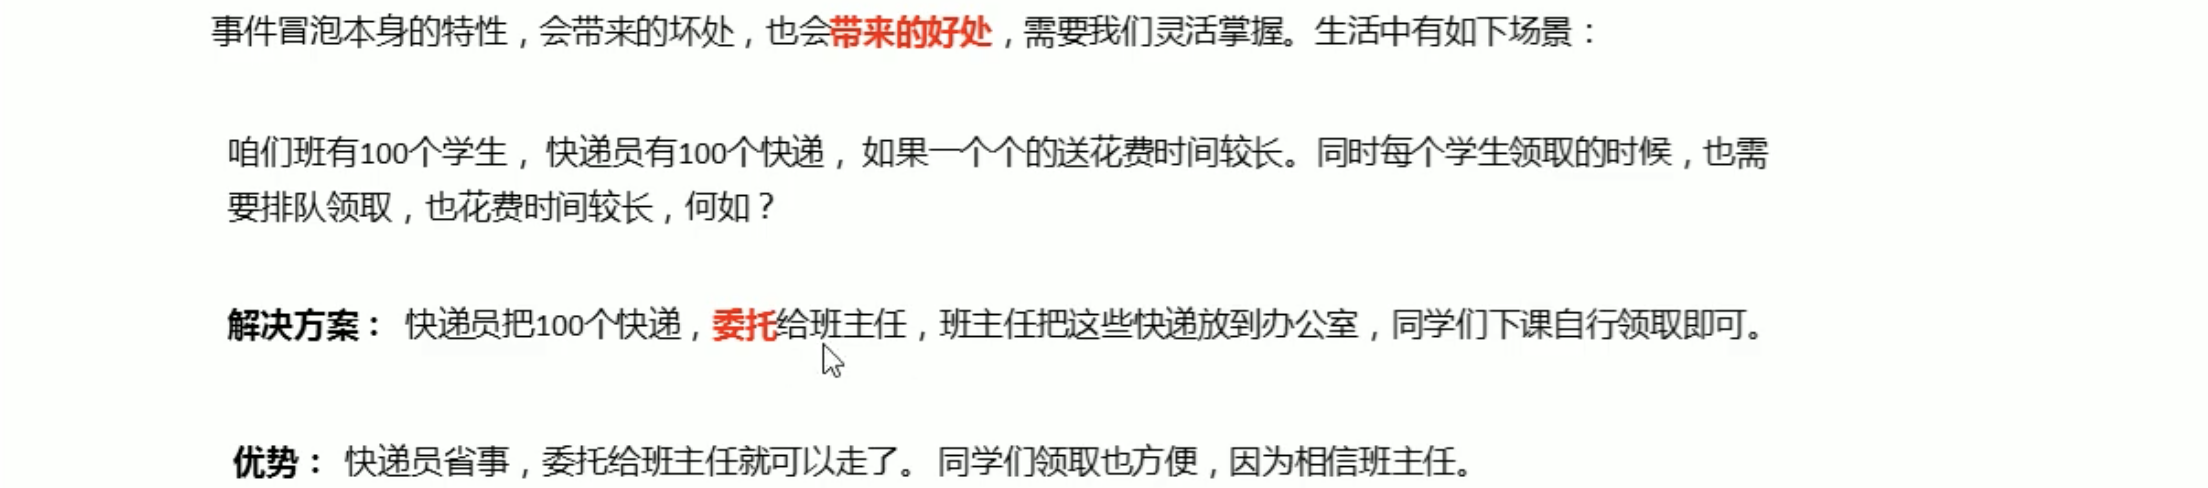 事件冒泡本身的特性，会带来的坏处，也会带来的好处，需要我们灵活掌握。生活中有如下场景：
咱们班有100个学生， 快递员有100个快递， 如果一个个的送花费时间较长。同时每个学生领取的时候，也需
要排队领取，也花费时间较长，何如？
解决方案： 快递员把100个快递，委托给班主任，班主任把这些快递放到办公室，同学们下课自行领取即可。
优势： 快递员省事，委托给班主任就可以走了。 同学们领取也方便，因为相信班主任。